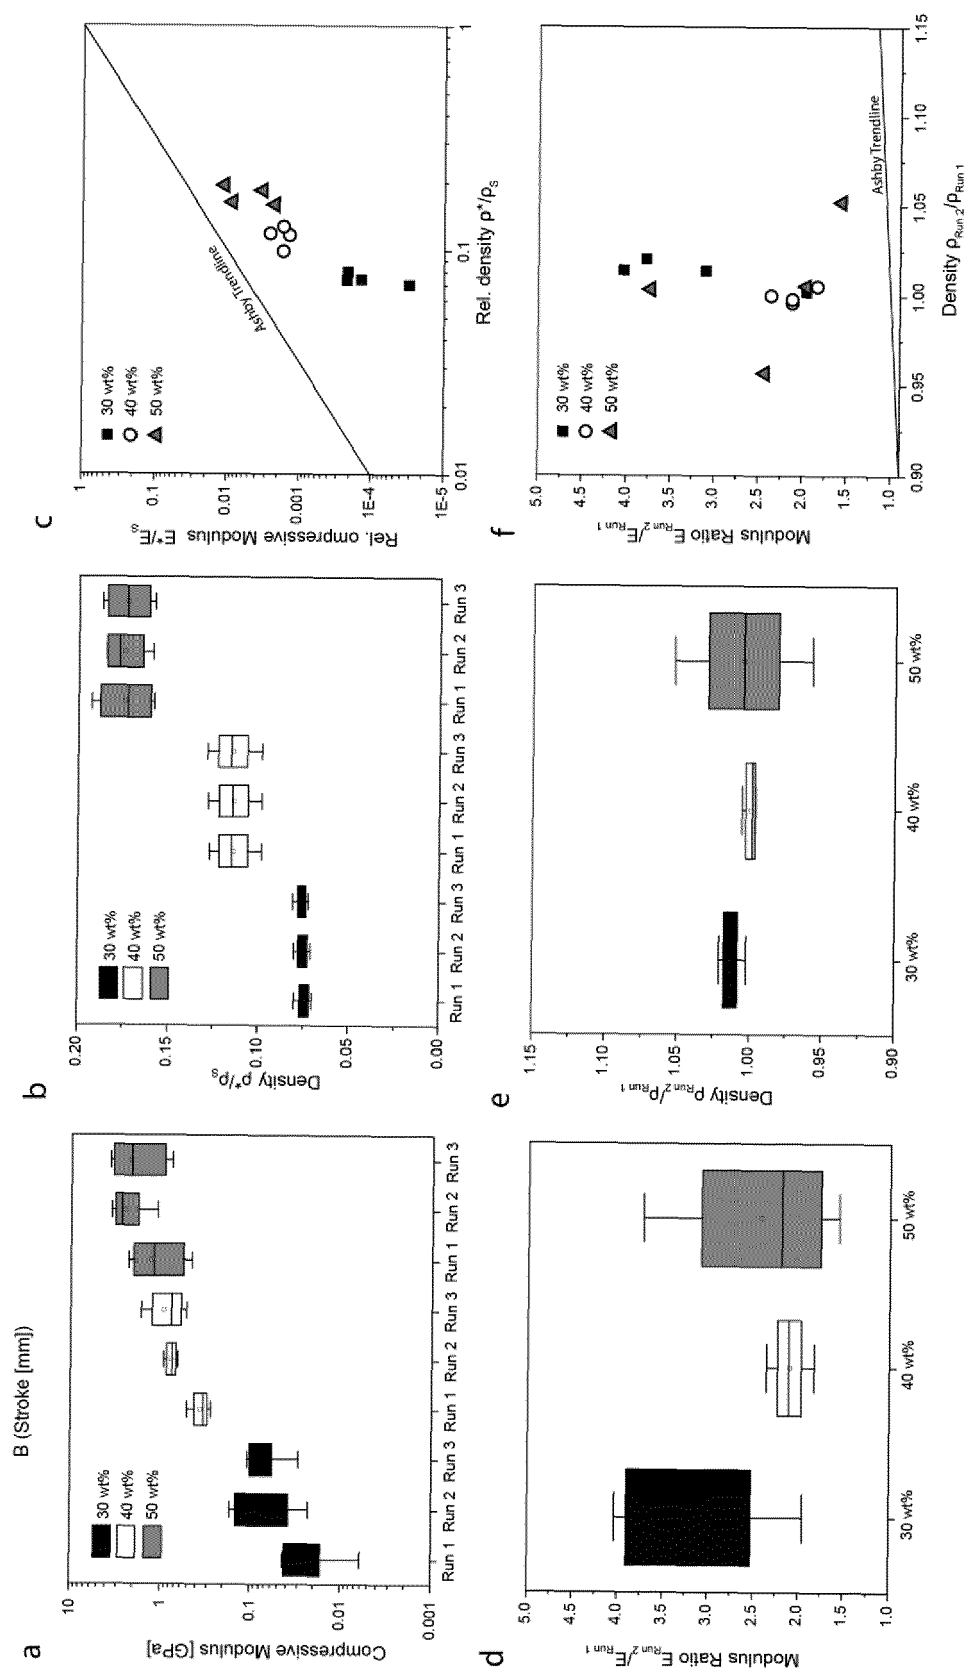 a
B (Stroke [mm])
Compressive Modulus [GPa]
10
1
0.1
0.01
0.001
30 wt%
40 wt%
50 wt%
Run 1 Run 2 Run 3 Run 1 Run 2 Run 3 Run 1 Run 2 Run 3
b
Density ρ*/ρS
0.20
0.15
0.10
0.05
0.00
30 wt%
40 wt%
50 wt%
Run 1 Run 2 Run 3 Run 1 Run 2 Run 3 Run 1 Run 2 Run 3
c
Rel. ompressive Modulus E*/ES
1
0.1
0.01
0.001
1E-4
1E-5
30 wt%
40 wt%
50 wt%
Ashby Trendline
0.01 0.1 1
Rel. density ρ*/ρS
d
Modulus Ratio ERun 2/ERun 1
5.0
4.5
4.0
3.5
3.0
2.5
2.0
1.5
1.0
30 wt% 40 wt% 50 wt%
e
Density ρRun 2/ρRun 1
1.15
1.10
1.05
1.00
0.95
0.90
30 wt% 40 wt% 50 wt%
f
Modulus Ratio ERun 2/ERun 1
5.0
4.5
4.0
3.5
3.0
2.5
2.0
1.5
1.0
30 wt%
40 wt%
50 wt%
Ashby Trendline
0.90 0.95 1.00 1.05 1.10 1.15
Density ρRun 2/ρRun 1